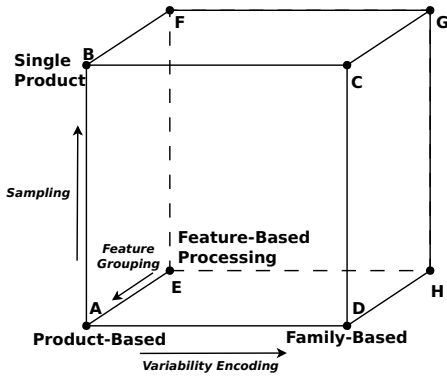 F
G
B
Single
Product
C
Sampling
Feature
Grouping
Feature-Based
Processing
E
H
A
D
Product-Based
Family-Based
Variability Encoding